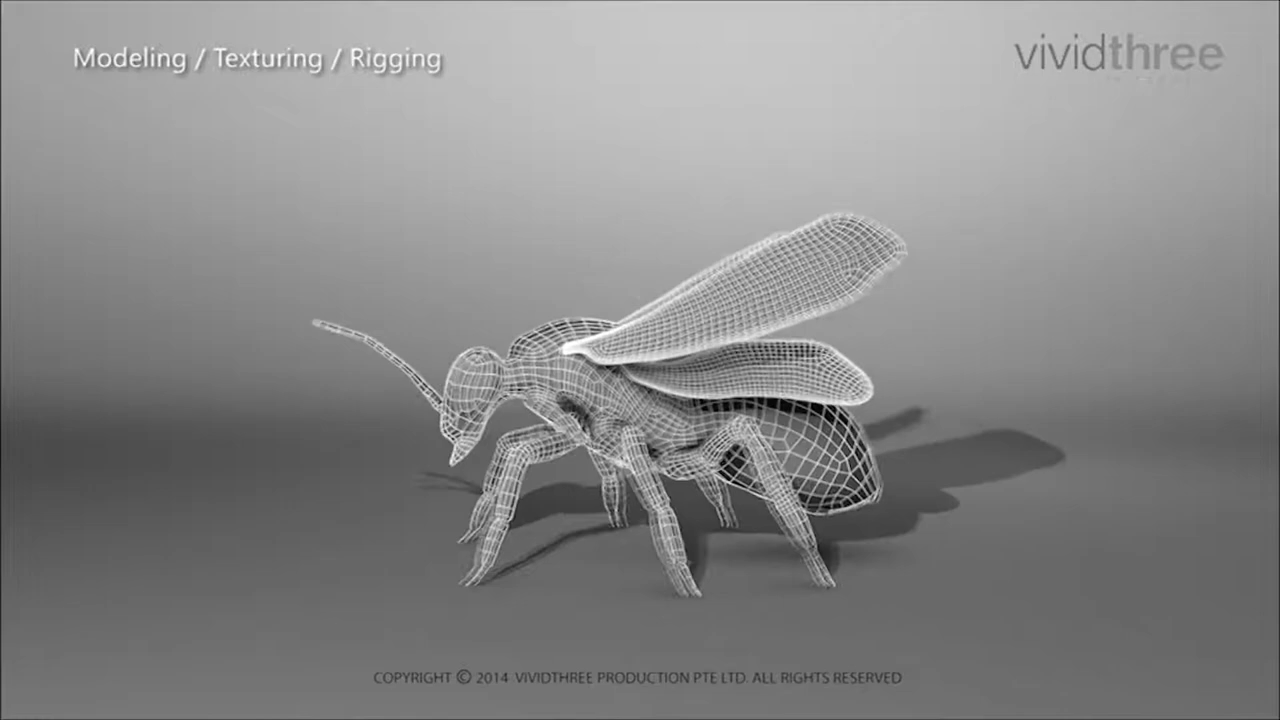 Modeling / Texturing / Rigging
vividthree
COPYRIGHT © 2014 VIVIDTHREE PRODUCTION PTE LTD. ALL RIGHTS RESERVED